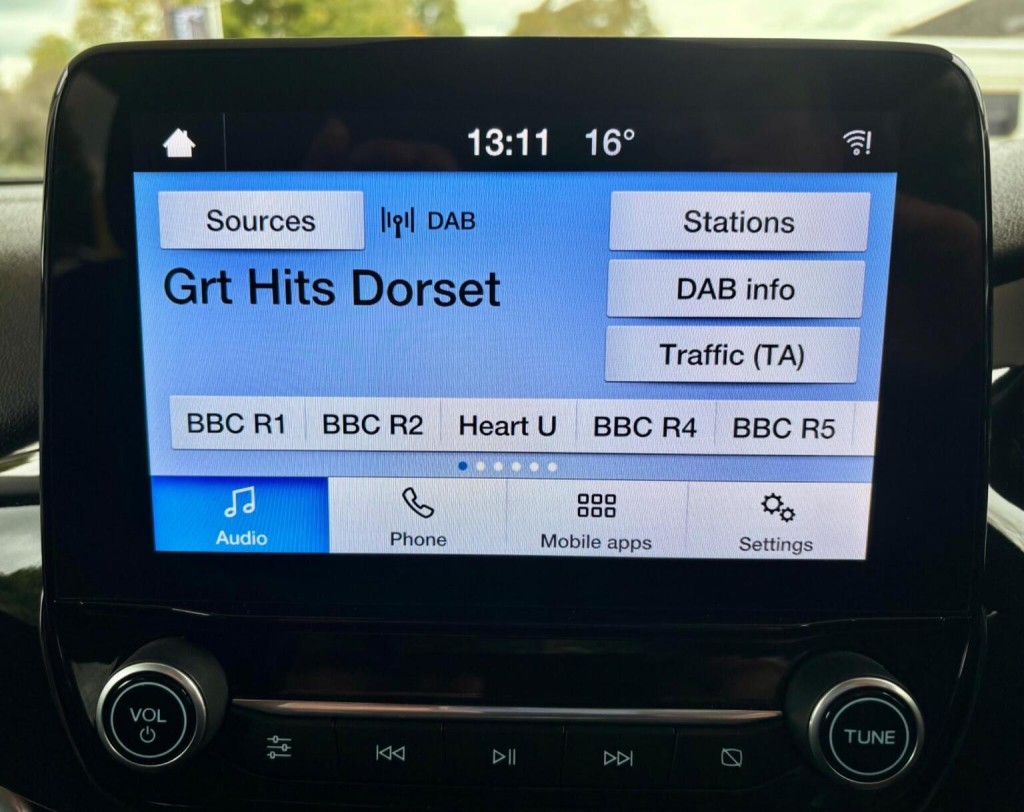 13:11 16°
Sources DAB Stations
Grt Hits Dorset
DAB info
Traffic (TA)
BBC R1 BBC R2 Heart U BBC R4 BBC R5
Audio Phone Mobile apps Settings
VOL
TUNE